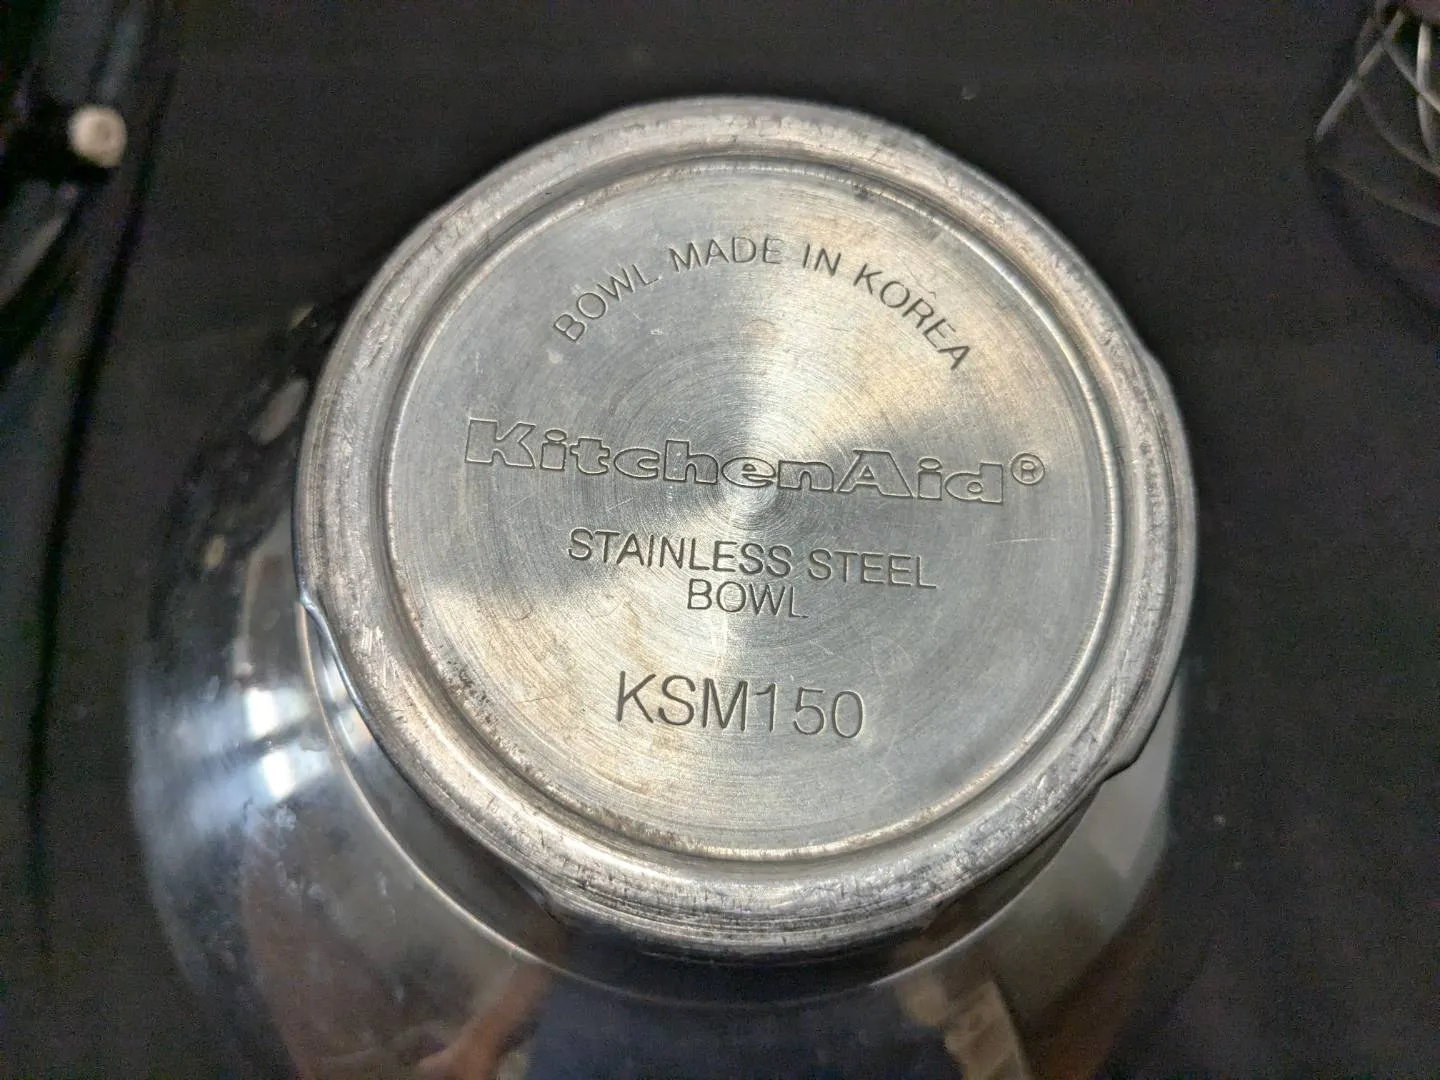 BOWL MADE IN KOREA
KitchenAid®
STAINLESS STEEL
BOWL
KSM150